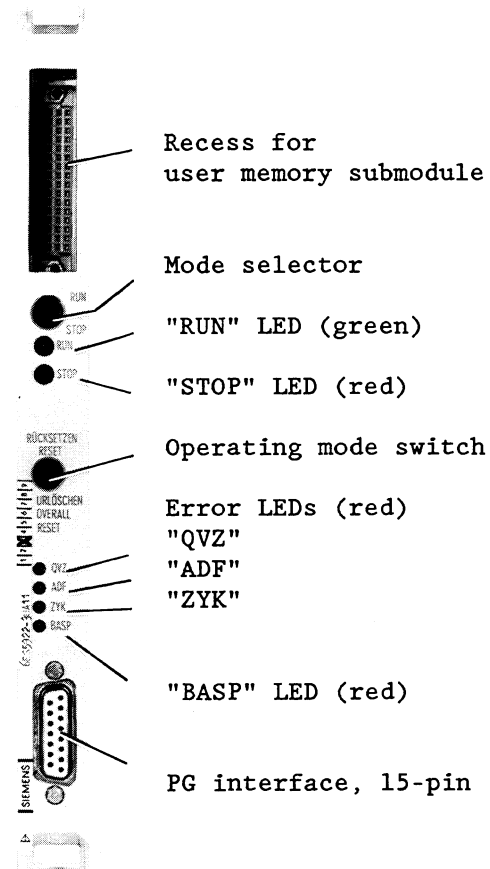 Recess for
user memory submodule
Mode selector
RUN
STOP
"RUN" LED (green)
RUN
"STOP" LED (red)
STOP
RÜCKSETZEN
RESET
Operating mode switch
URLÖSCHEN
OVERALL
RESET
Error LEDs (red)
"QVZ"
"ADF"
"ZYK"
QVZ
ADF
ZYK
BASP
"BASP" LED (red)
PG interface, 15-pin
SIEMENS